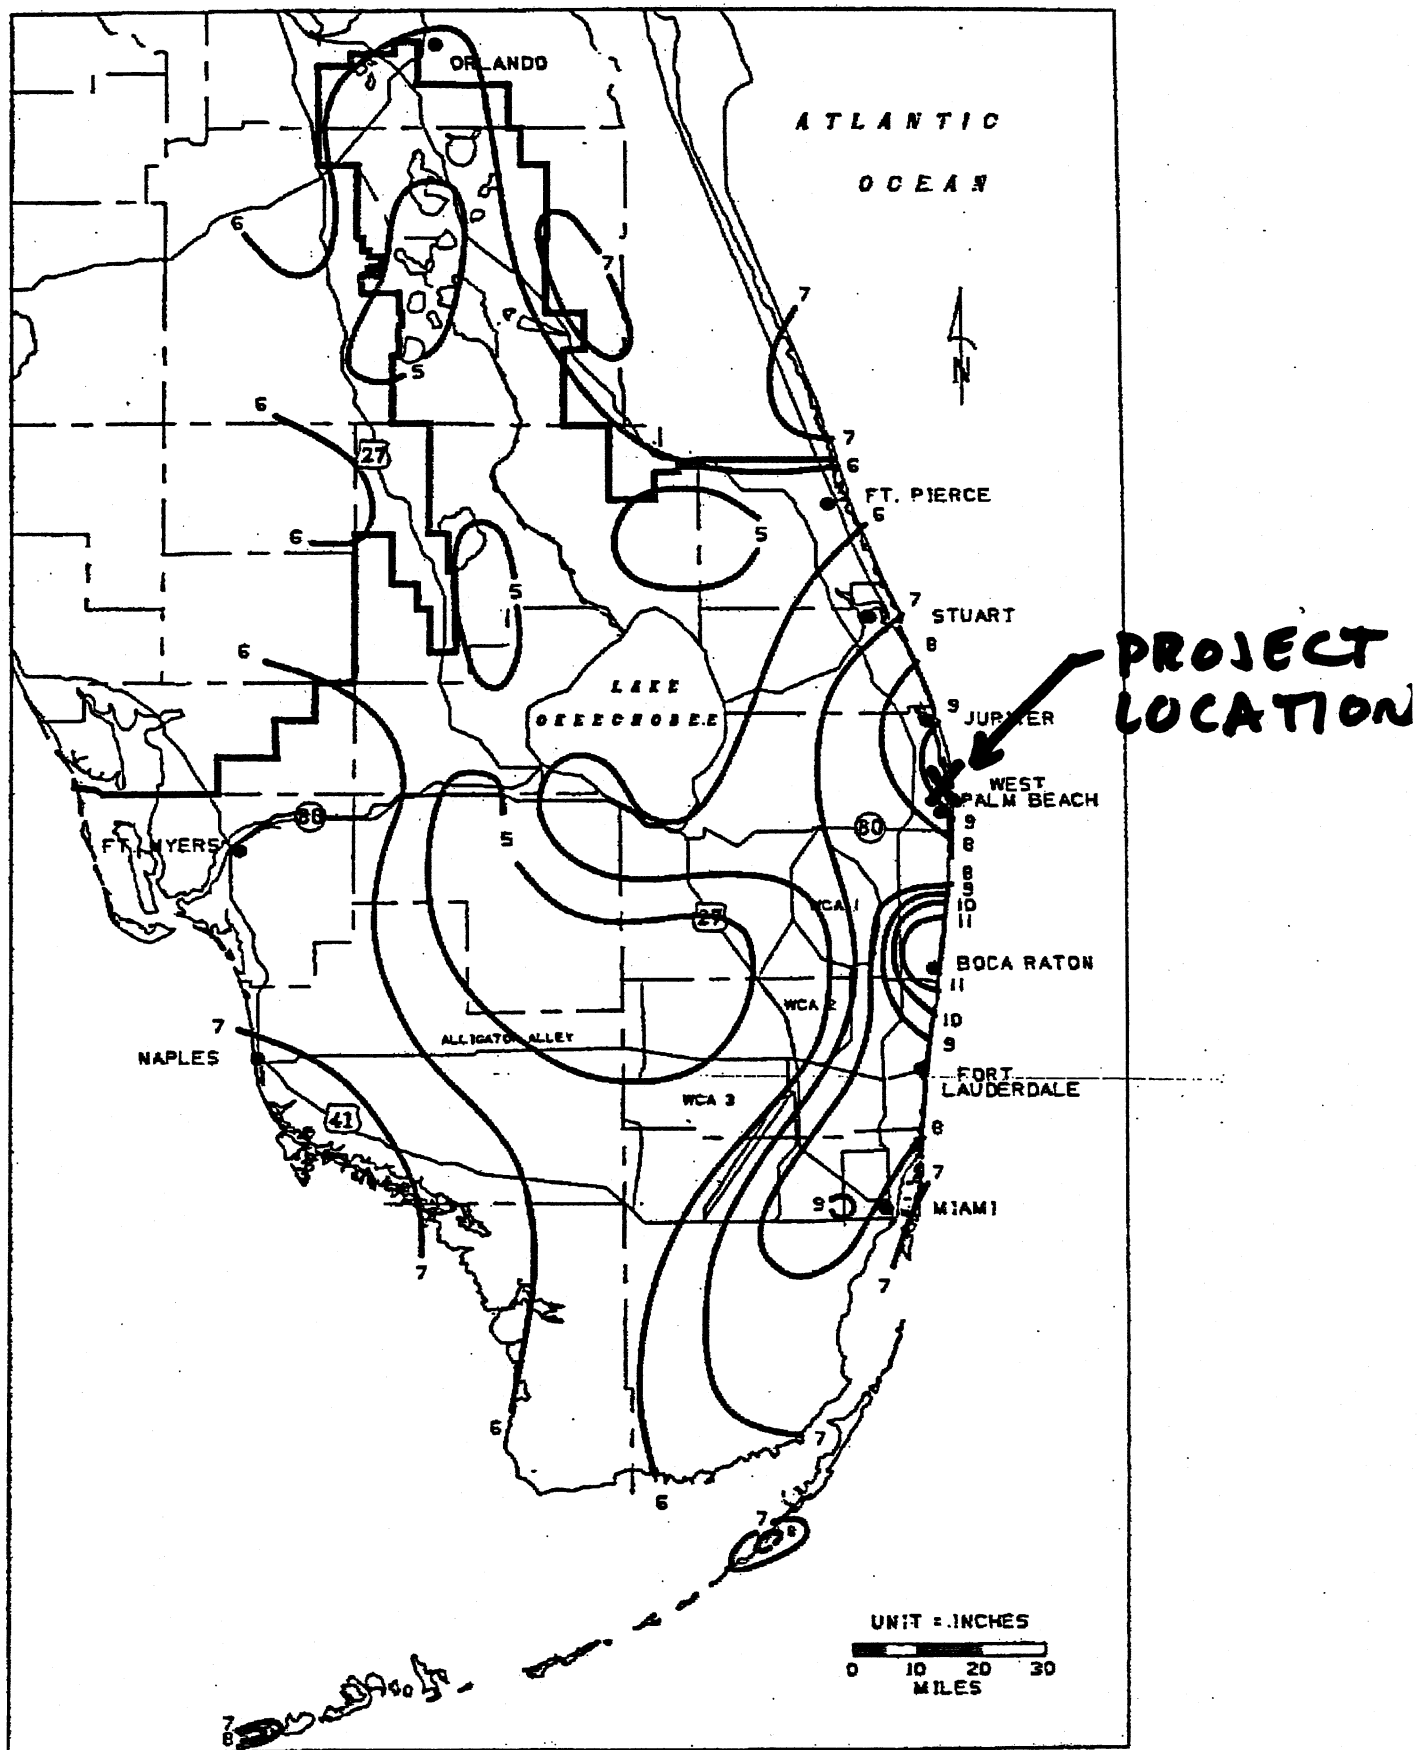 ORLANDO
ATLANTIC
OCEAN
6
7
7
5
6
7
27
6
FT. PIERCE
6
5
6
5
7
STUART
8
6
PROJECT
LOCATION
LAKE
OKEECHOBEE
9
JUPITER
WEST
PALM BEACH
80
80
9
5
8
FT. MYERS
8
9
WCA 1
10
27
11
BOCA RATON
11
WCA 2
10
7
ALLIGATOR ALLEY
9
NAPLES
FORT
LAUDERDALE
WCA 3
41
8
7
9
MIAMI
7
7
6
7
6
7
8
UNIT = INCHES
0 10 20 30
MILES
7
8